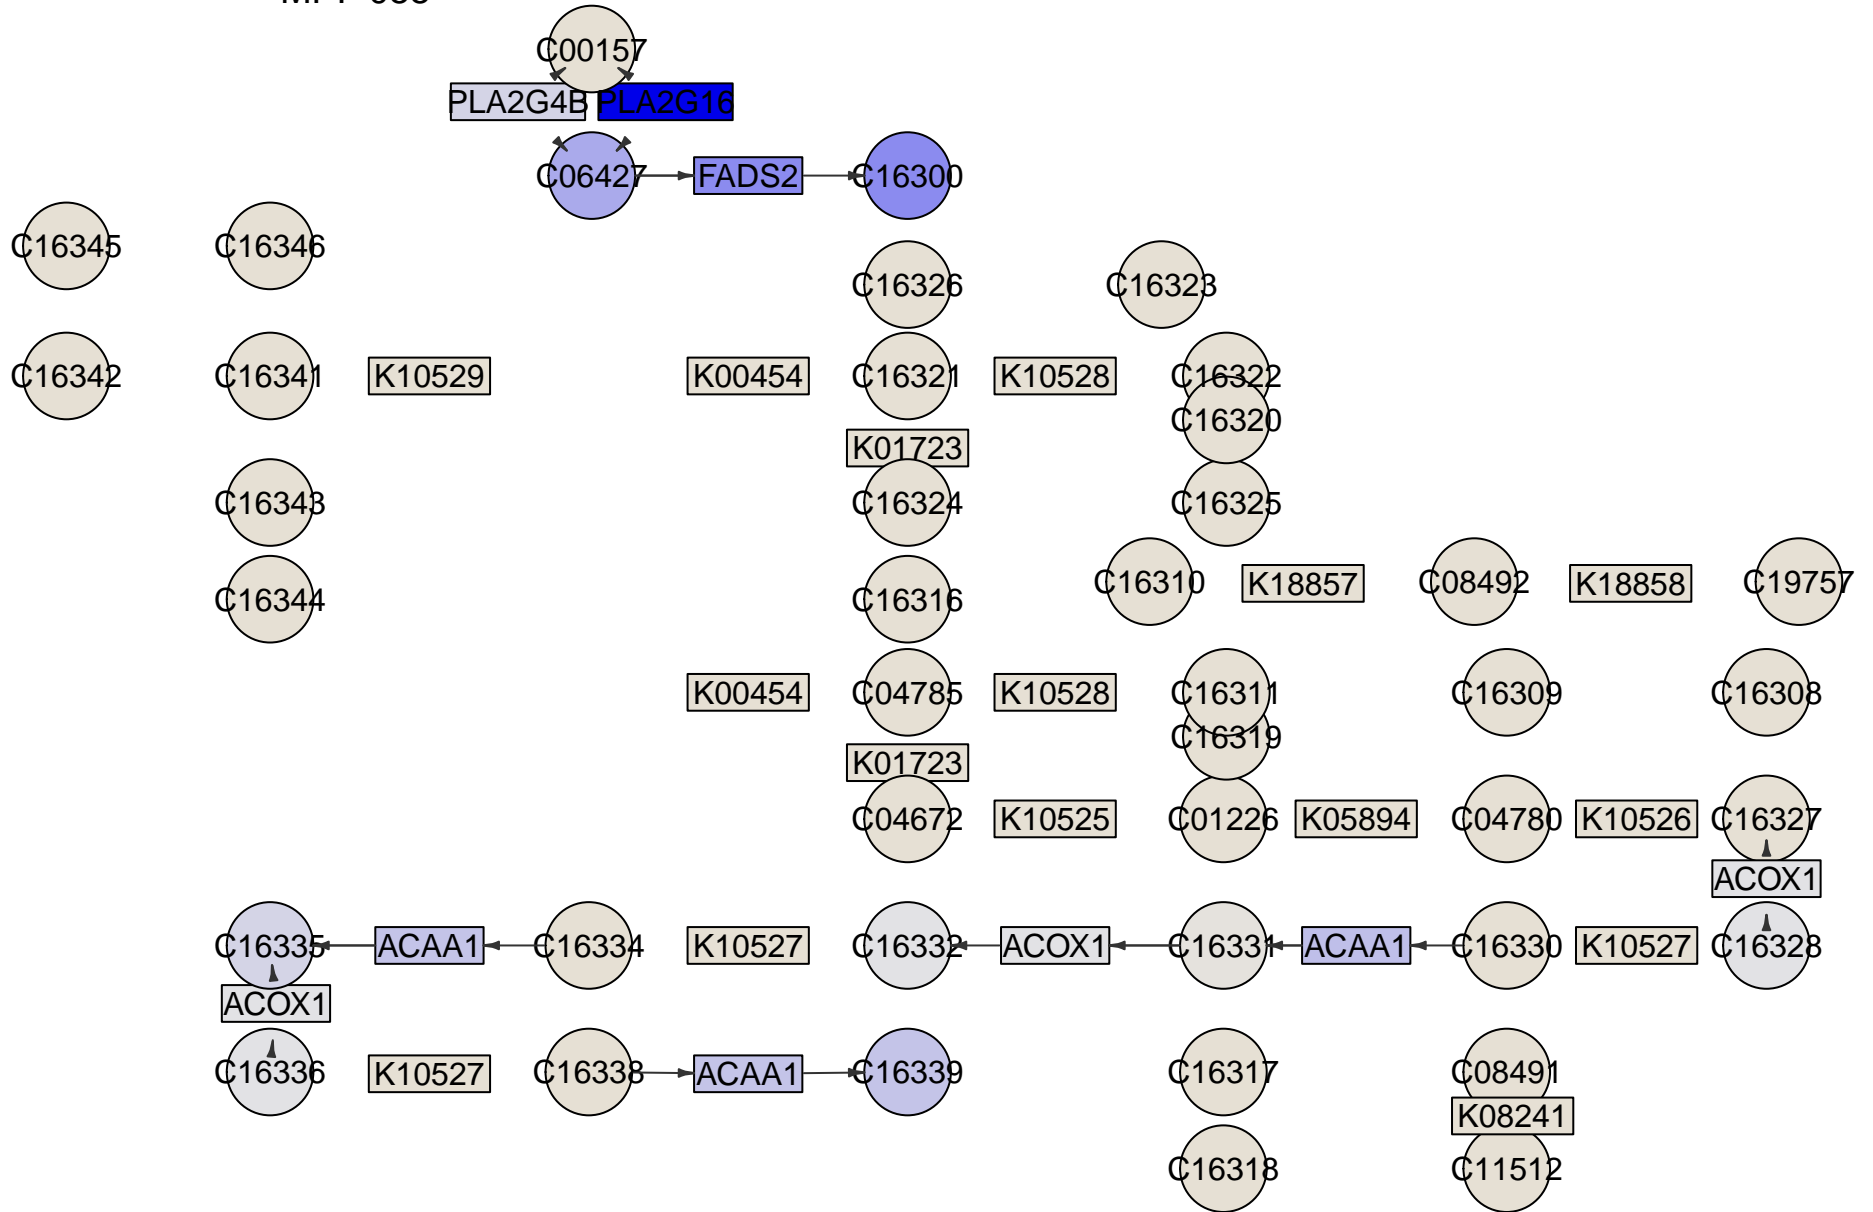 C00157
PLA2G4B PLA2G16
C06427 FADS2 C16300
C16345 C16346
C16326 C16323
C16342 C16341 K10529 K00454 C16321 K10528 C16322
C16320
K01723
C16343 C16324 C16325
C16310 K18857 C08492 K18858 C19757
C16344 C16316
K00454 C04785 K10528 C16311 C16309 C16308
C16319
K01723
C04672 K10525 C01226 K05894 C04780 K10526 C16327
ACOX1
C16335 ACAA1 C16334 K10527 C16332 ACOX1 C16331 ACAA1 C16330 K10527 C16328
ACOX1
C16336 K10527 C16338 ACAA1 C16339 C16317 C08491
K08241
C16318 C11512